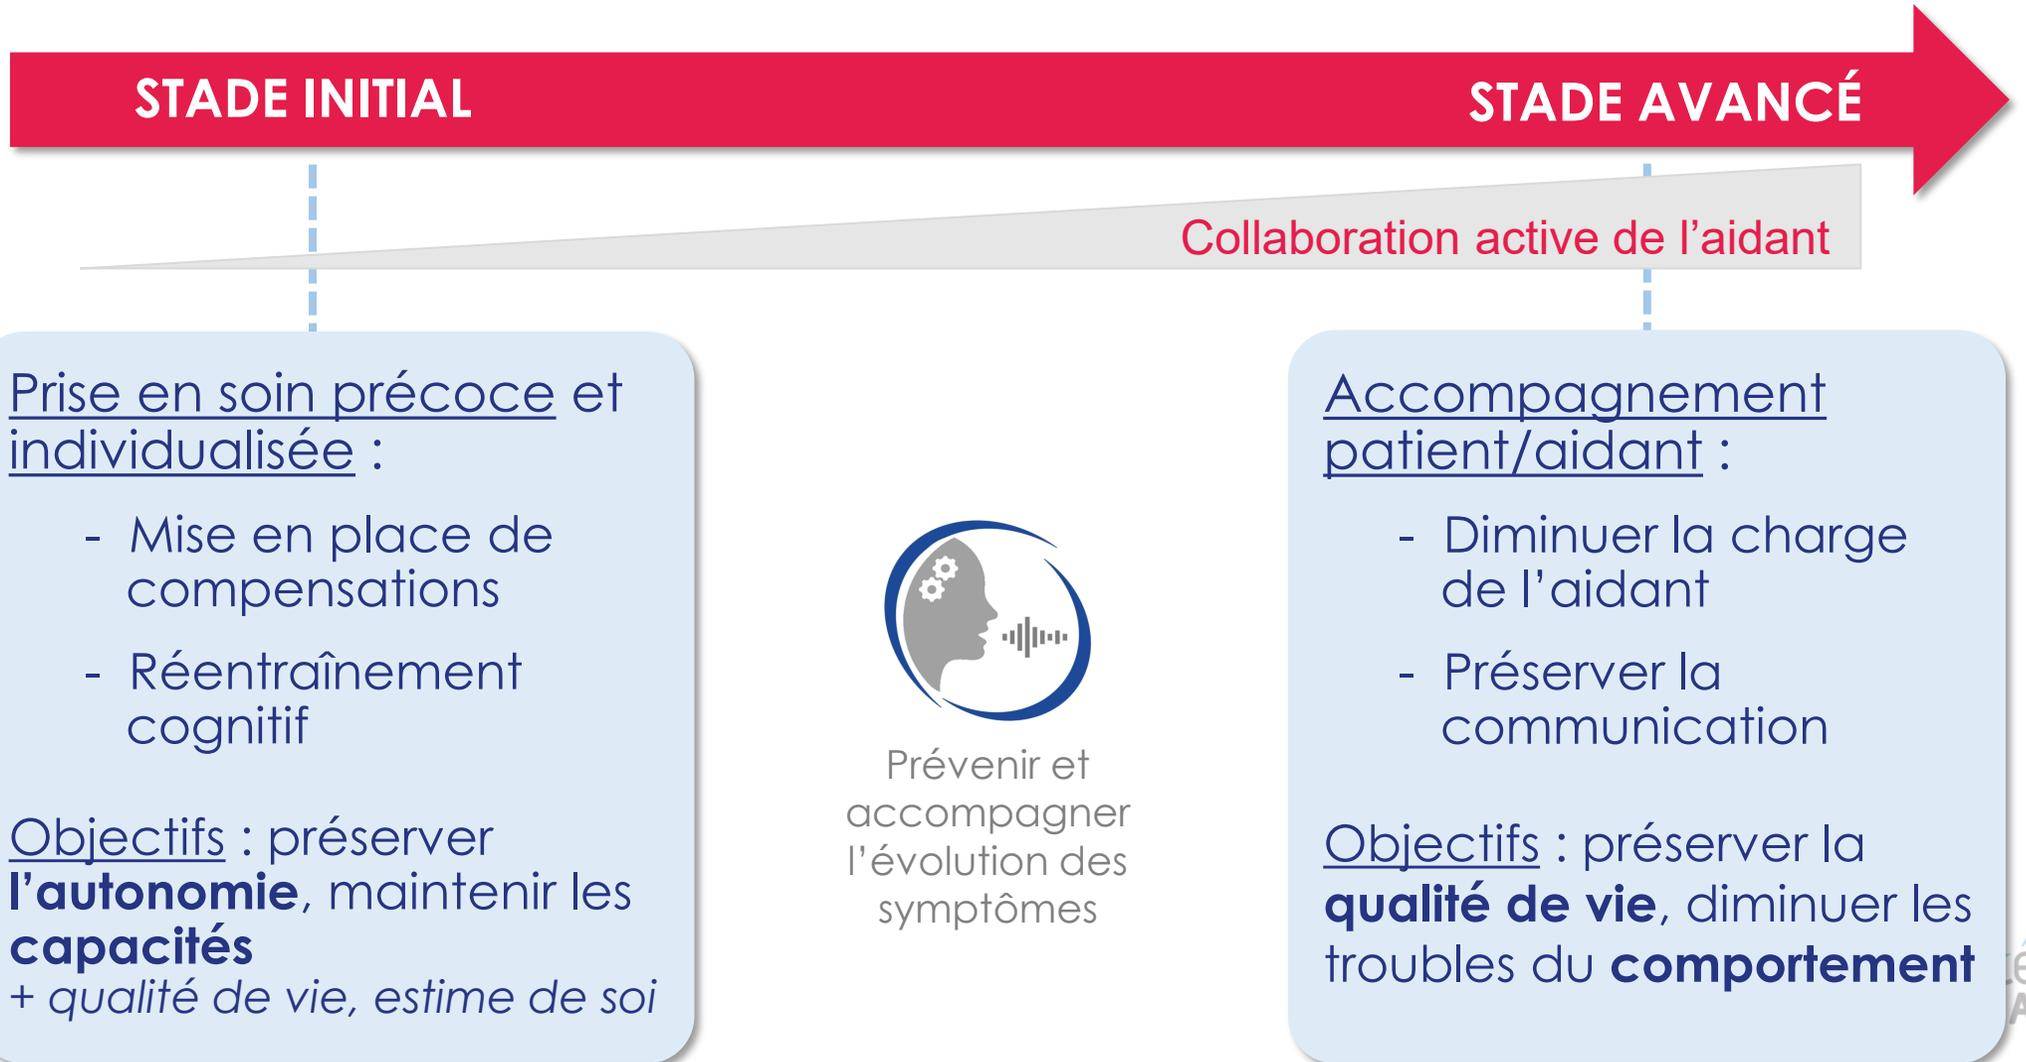 STADE INITIAL
STADE AVANCÉ
Collaboration active de l’aidant
Prise en soin précoce et
individualisée :
- Mise en place de
compensations
- Réentraînement
cognitif
Objectifs : préserver
l’autonomie, maintenir les
capacités
+ qualité de vie, estime de soi
Prévenir et
accompagner
l’évolution des
symptômes
Accompagnement
patient/aidant :
- Diminuer la charge
de l’aidant
- Préserver la
communication
Objectifs : préserver la
qualité de vie, diminuer les
troubles du comportement